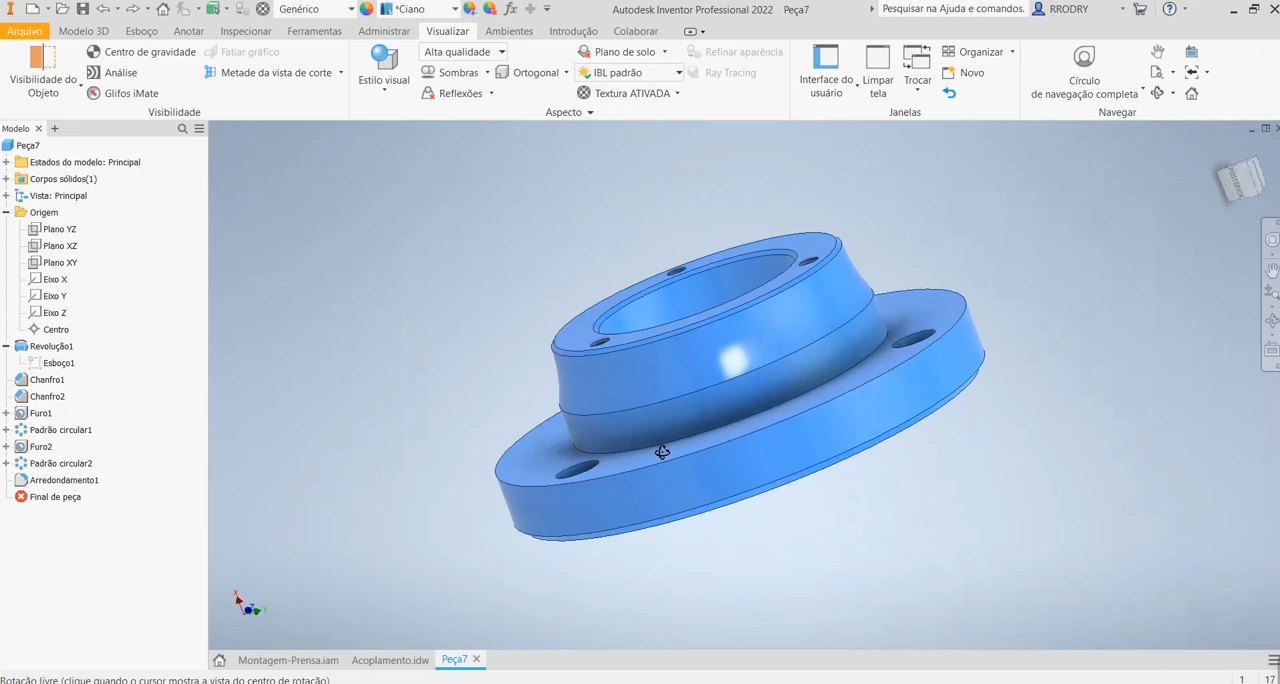 Genérico
*Ciano
Autodesk Inventor Professional 2022 Peça7
Pesquisar na Ajuda e comandos.
RRODRY
Arquivo Modelo 3D Esboço Anotar Inspecionar Ferramentas Administrar Visualizar Ambientes Introdução Colaborar
Visibilidade do
Objeto
Centro de gravidade
Análise
Glifos iMate
Fatiar gráfico
Metade da vista de corte
Visibilidade
Estilo visual
Alta qualidade
Sombras
Reflexões
Ortogonal
Plano de solo
IBL padrão
Textura ATIVADA
Refinar aparência
Ray Tracing
Aspecto
Interface do
usuário
Limpar
tela
Trocar
Organizar
Novo
Janelas
Círculo
de navegação completa
Navegar
Modelo
Peça7
Estados do modelo: Principal
Corpos sólidos(1)
Vista: Principal
Origem
Plano YZ
Plano XZ
Plano XY
Eixo X
Eixo Y
Eixo Z
Centro
Revolução1
Esboço1
Chanfro1
Chanfro2
Furo1
Padrão circular1
Furo2
Padrão circular2
Arredondamento1
Final de peça
X
Z
Y
Montagem-Prensa.iam Acoplamento.idw Peça7
Rotação livre (clique quando o cursor mostra a vista do centro de rotação)
1 17